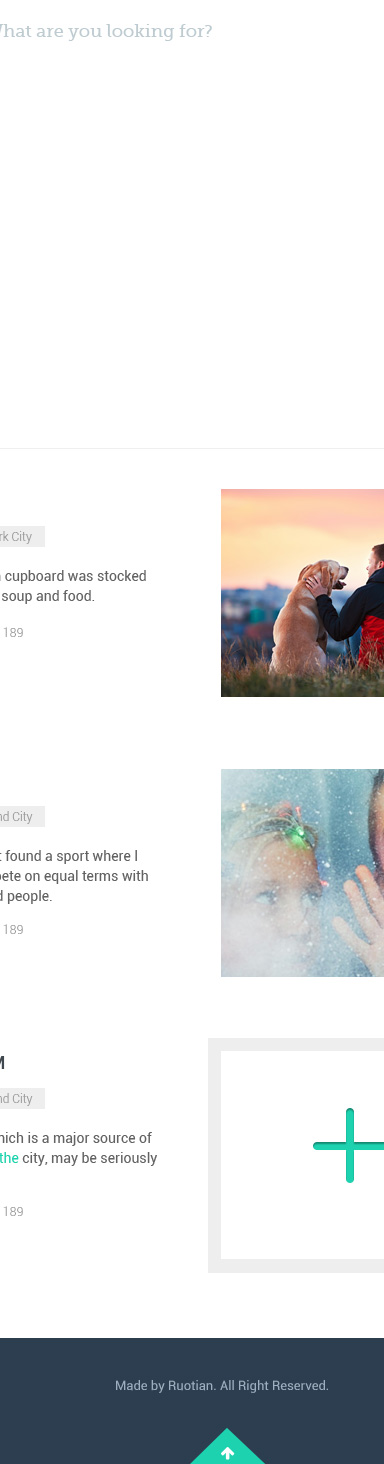 What are you looking for?
rk City
cupboard was stocked
soup and food.
189
nd City
found a sport where I
pete on equal terms with
d people.
189
M
nd City
hich is a major source of
the city, may be seriously
189
Made by Ruotian. All Right Reserved.